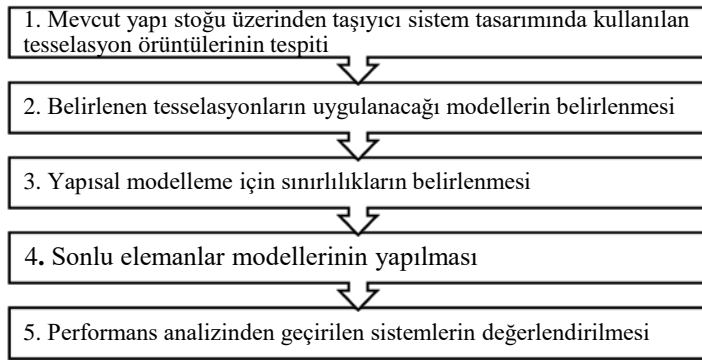 1. Mevcut yapı stoğu üzerinden taşıyıcı sistem tasarımında kullanılan
tesselasyon örüntülerinin tespiti
2. Belirlenen tesselasyonların uygulanacağı modellerin belirlenmesi
3. Yapısal modelleme için sınırlılıkların belirlenmesi
4. Sonlu elemanlar modellerinin yapılması
5. Performans analizinden geçirilen sistemlerin değerlendirilmesi